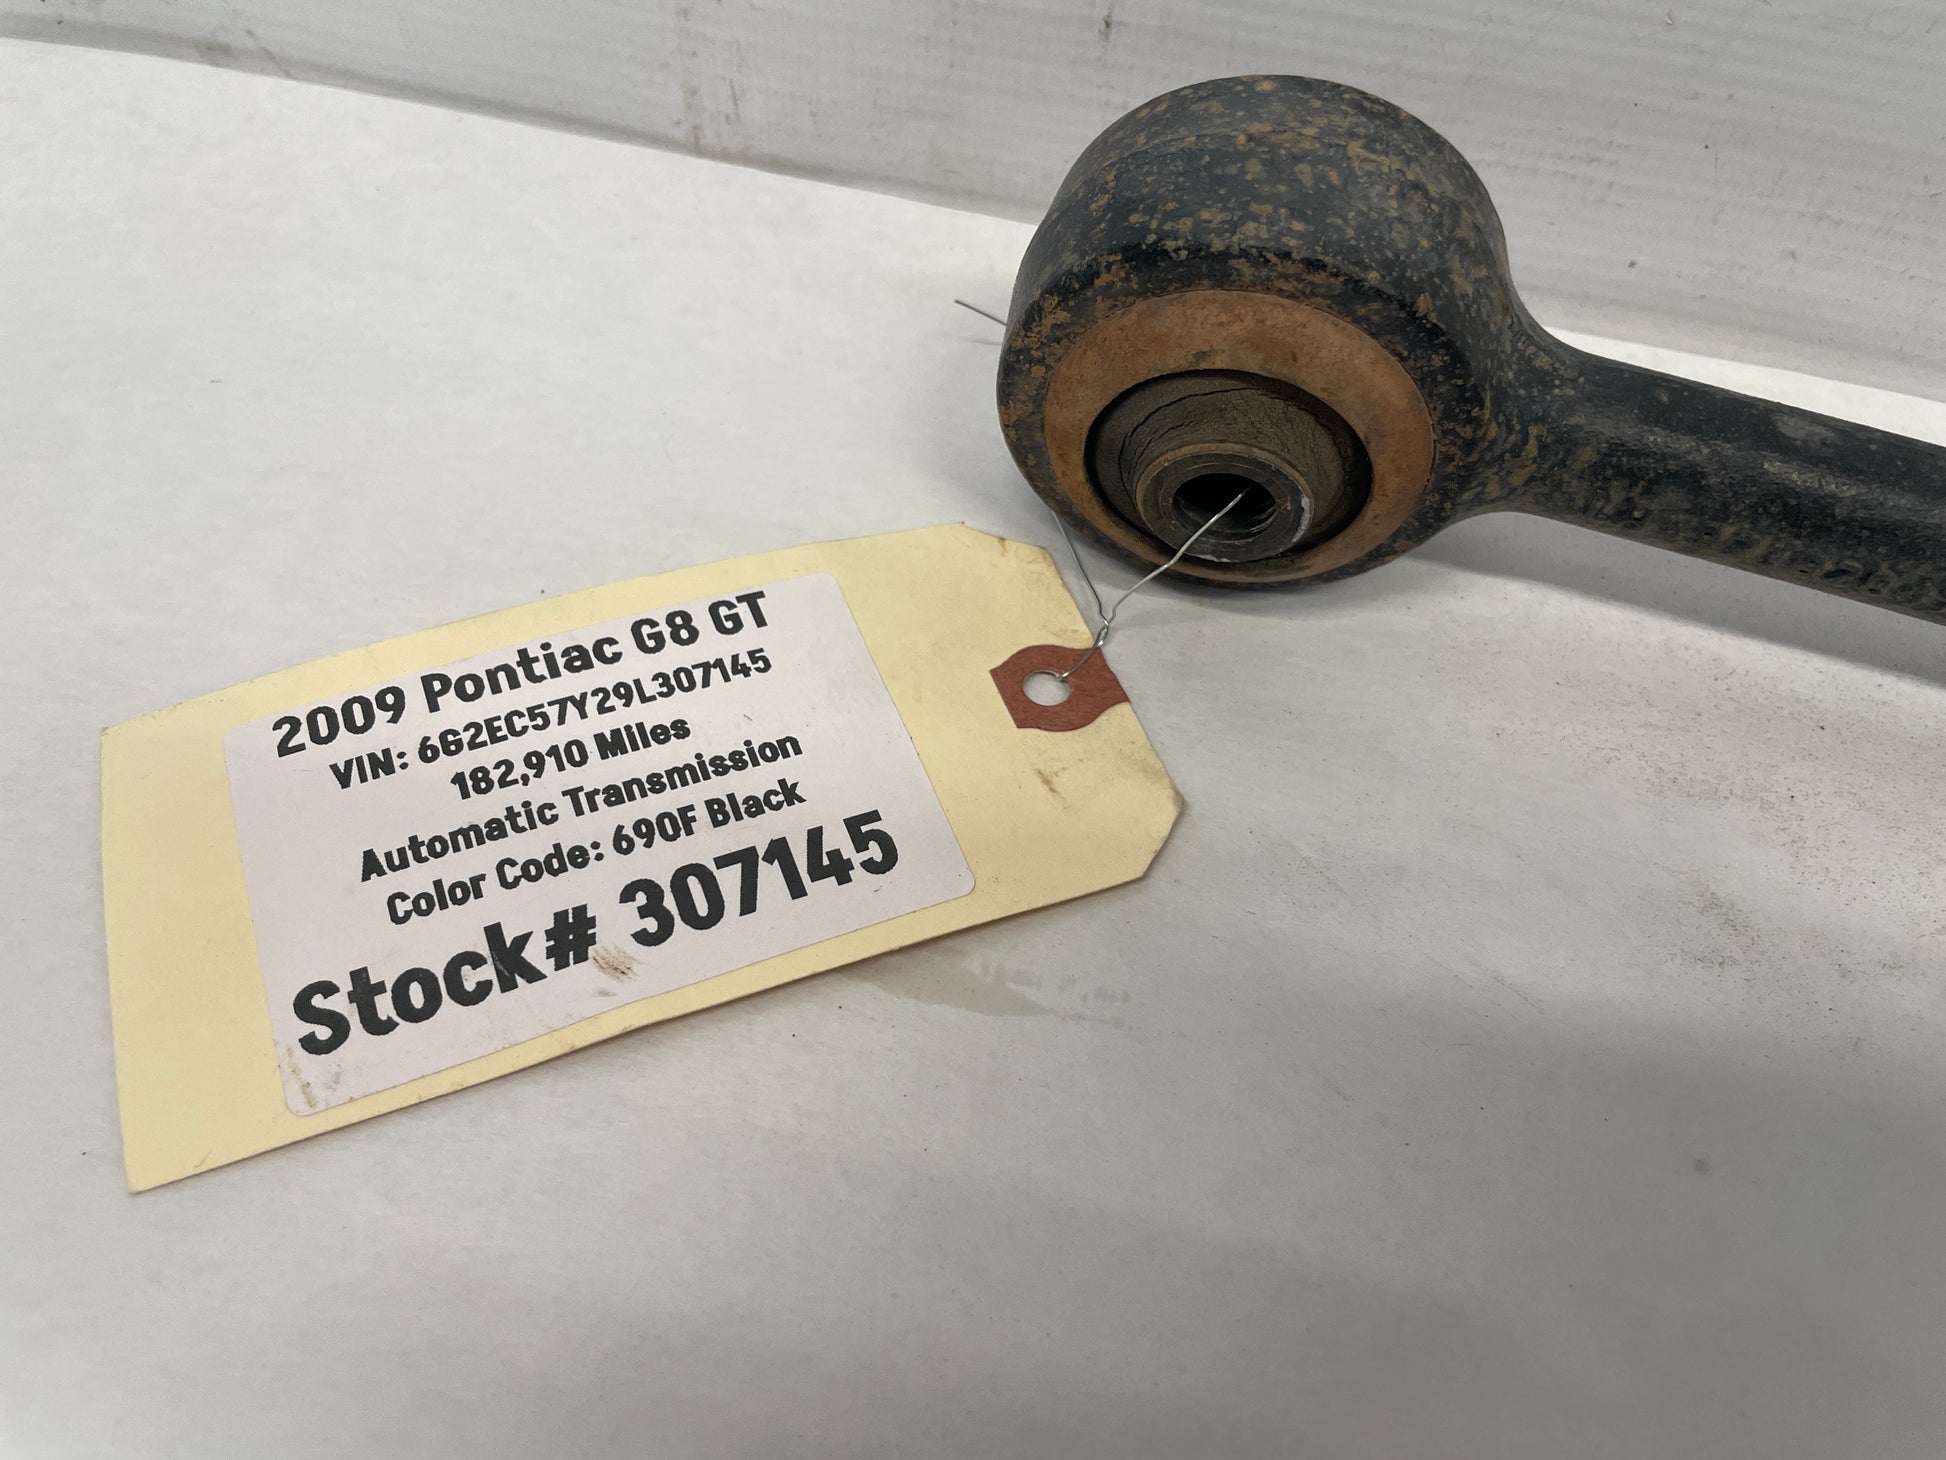 2009 Pontiac G8 GT
VIN: 6G2EC57Y29L307145
182,910 Miles
Automatic Transmission
Color Code: 690F Black
Stock# 307145